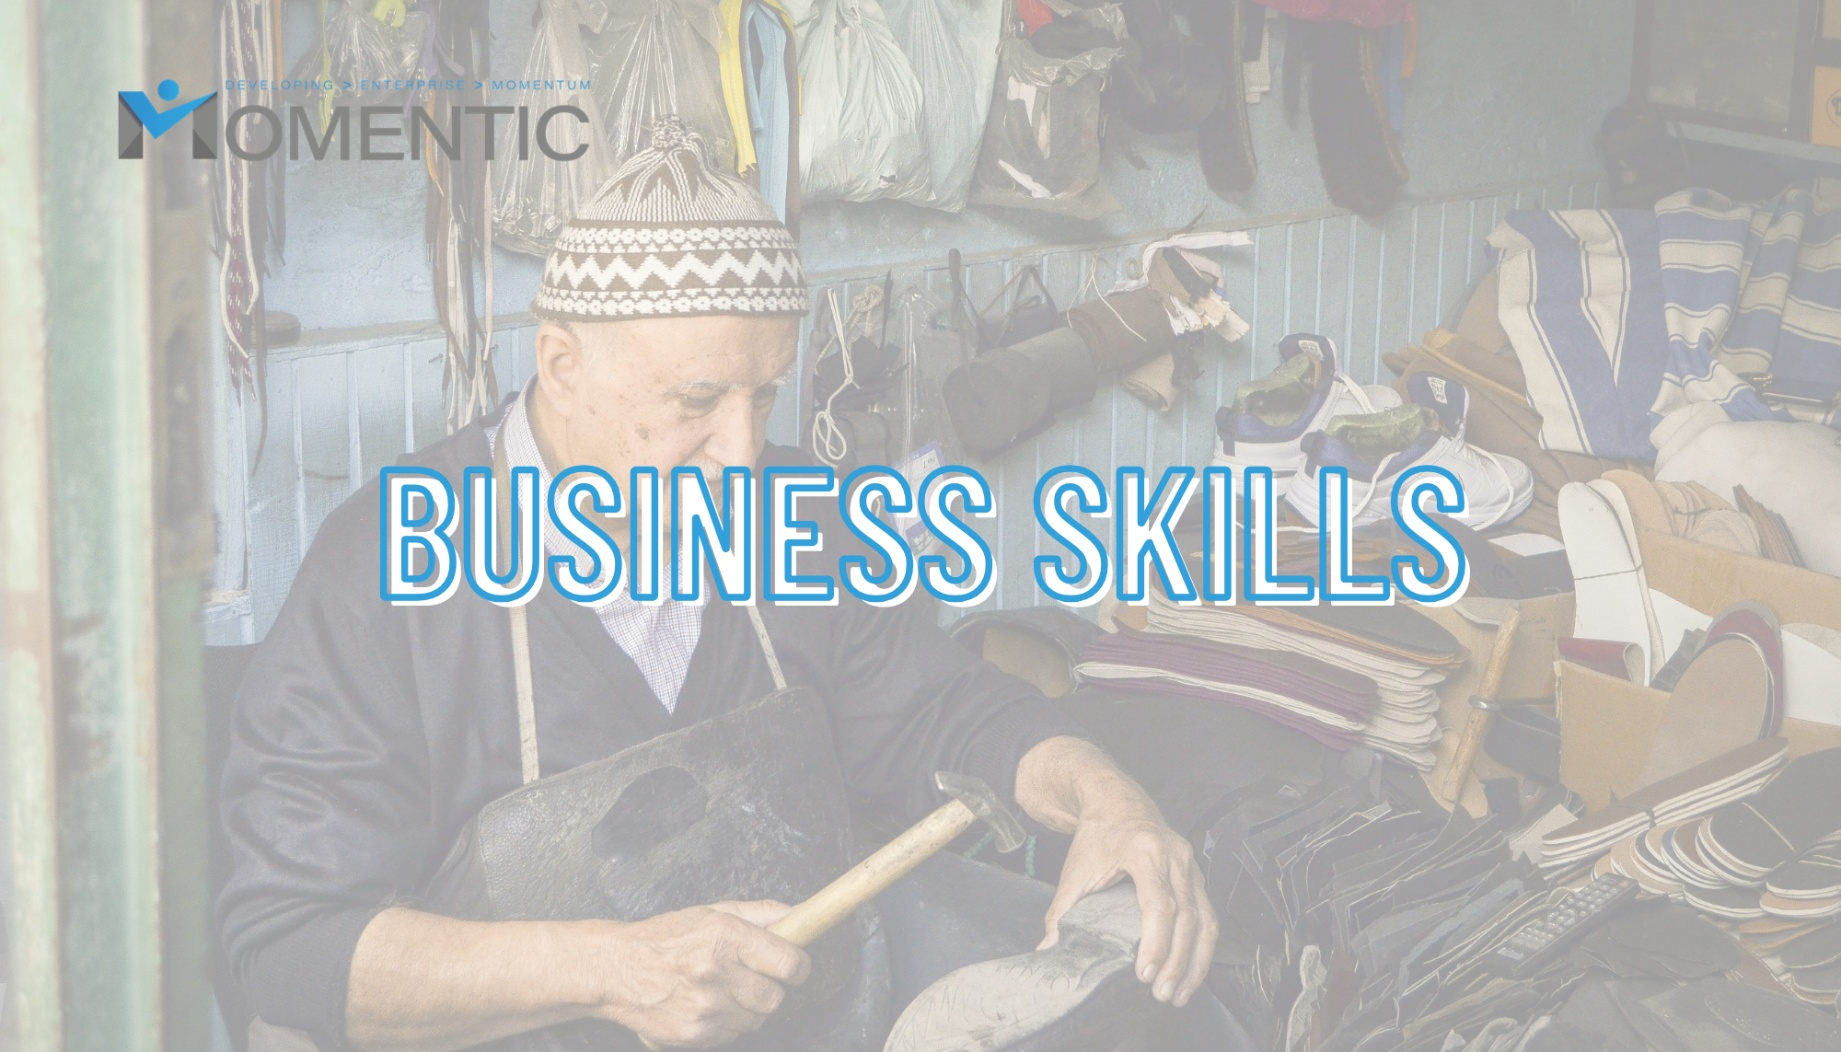 DEVELOPING > ENTERPRISE > MOMENTUM
MOMENTIC
BUSINESS SKILLS